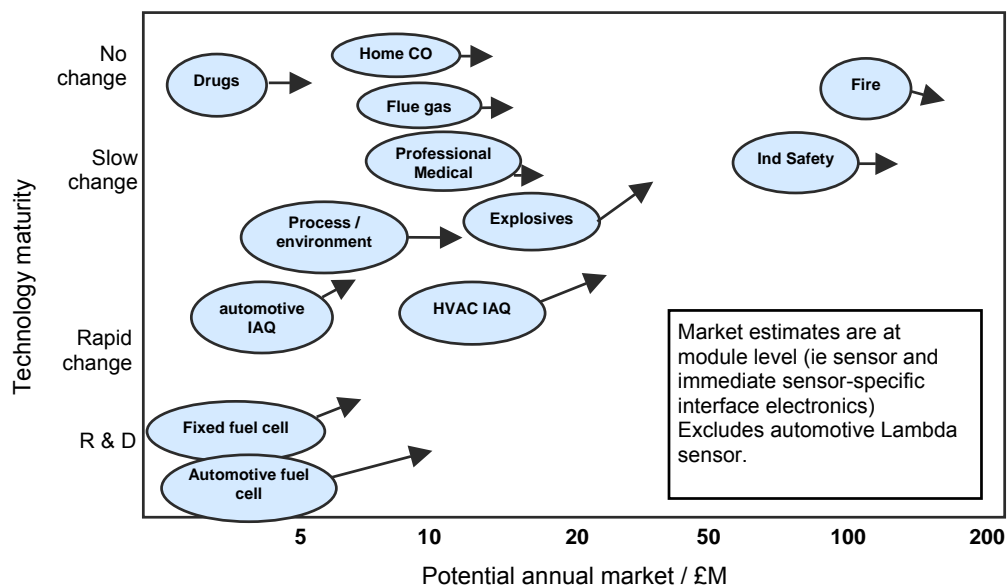 Technology maturity
No
change
Slow
change
Rapid
change
R & D
Drugs
Home CO
Flue gas
Professional
Medical
Fire
Ind Safety
Explosives
Process /
environment
automotive
IAQ
HVAC IAQ
Fixed fuel cell
Automotive fuel
cell
Market estimates are at
module level (ie sensor and
immediate sensor-specific
interface electronics)
Excludes automotive Lambda
sensor.
5 10 20 50 100 200
Potential annual market / £M